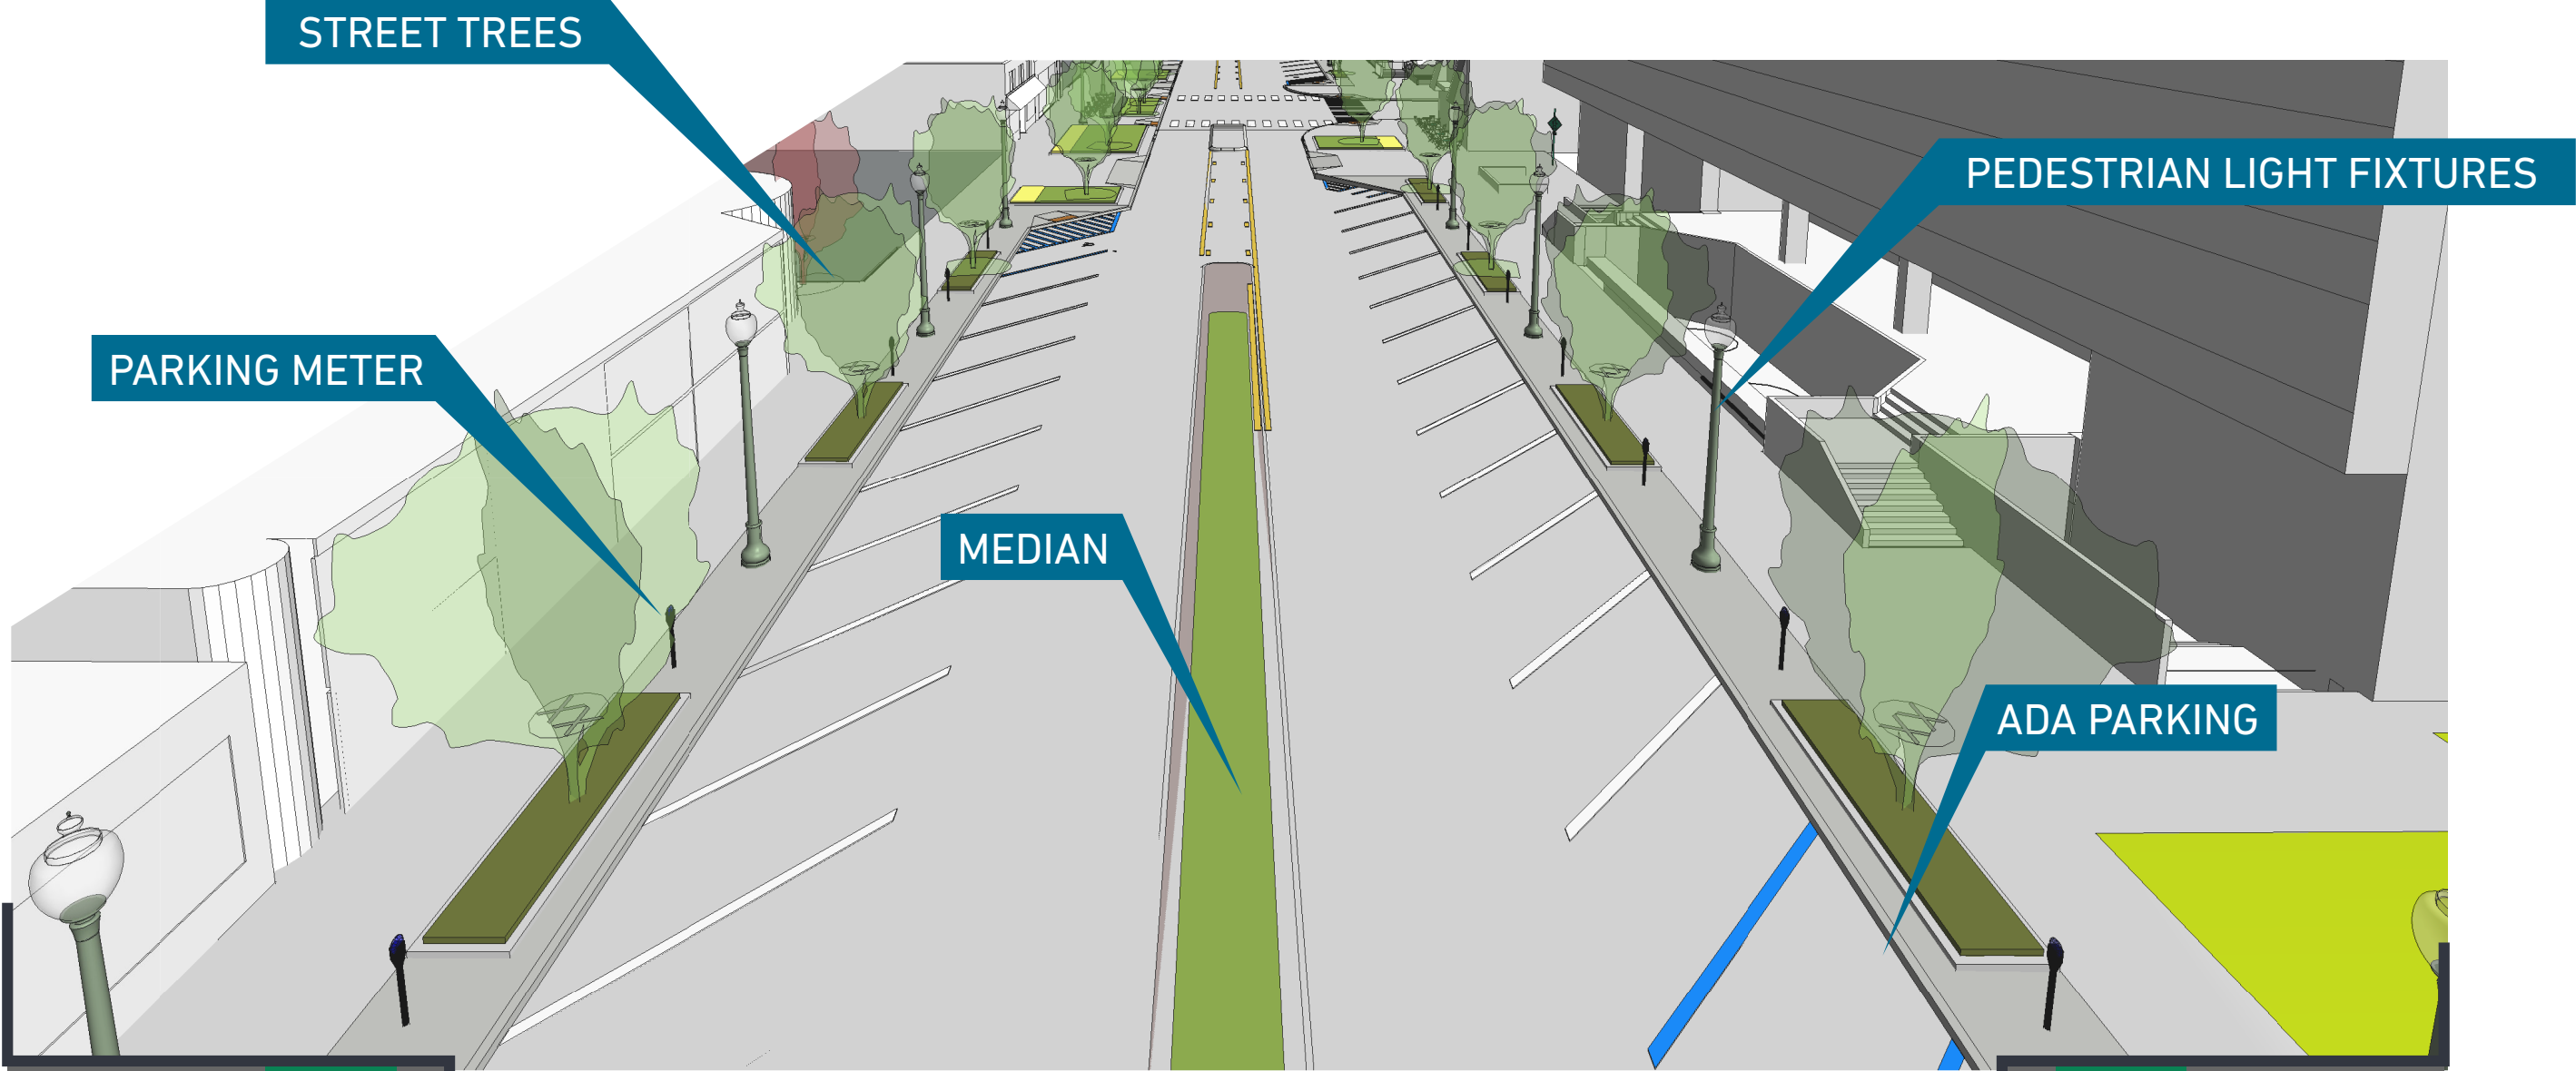 STREET TREES
PEDESTRIAN LIGHT FIXTURES
PARKING METER
MEDIAN
ADA PARKING